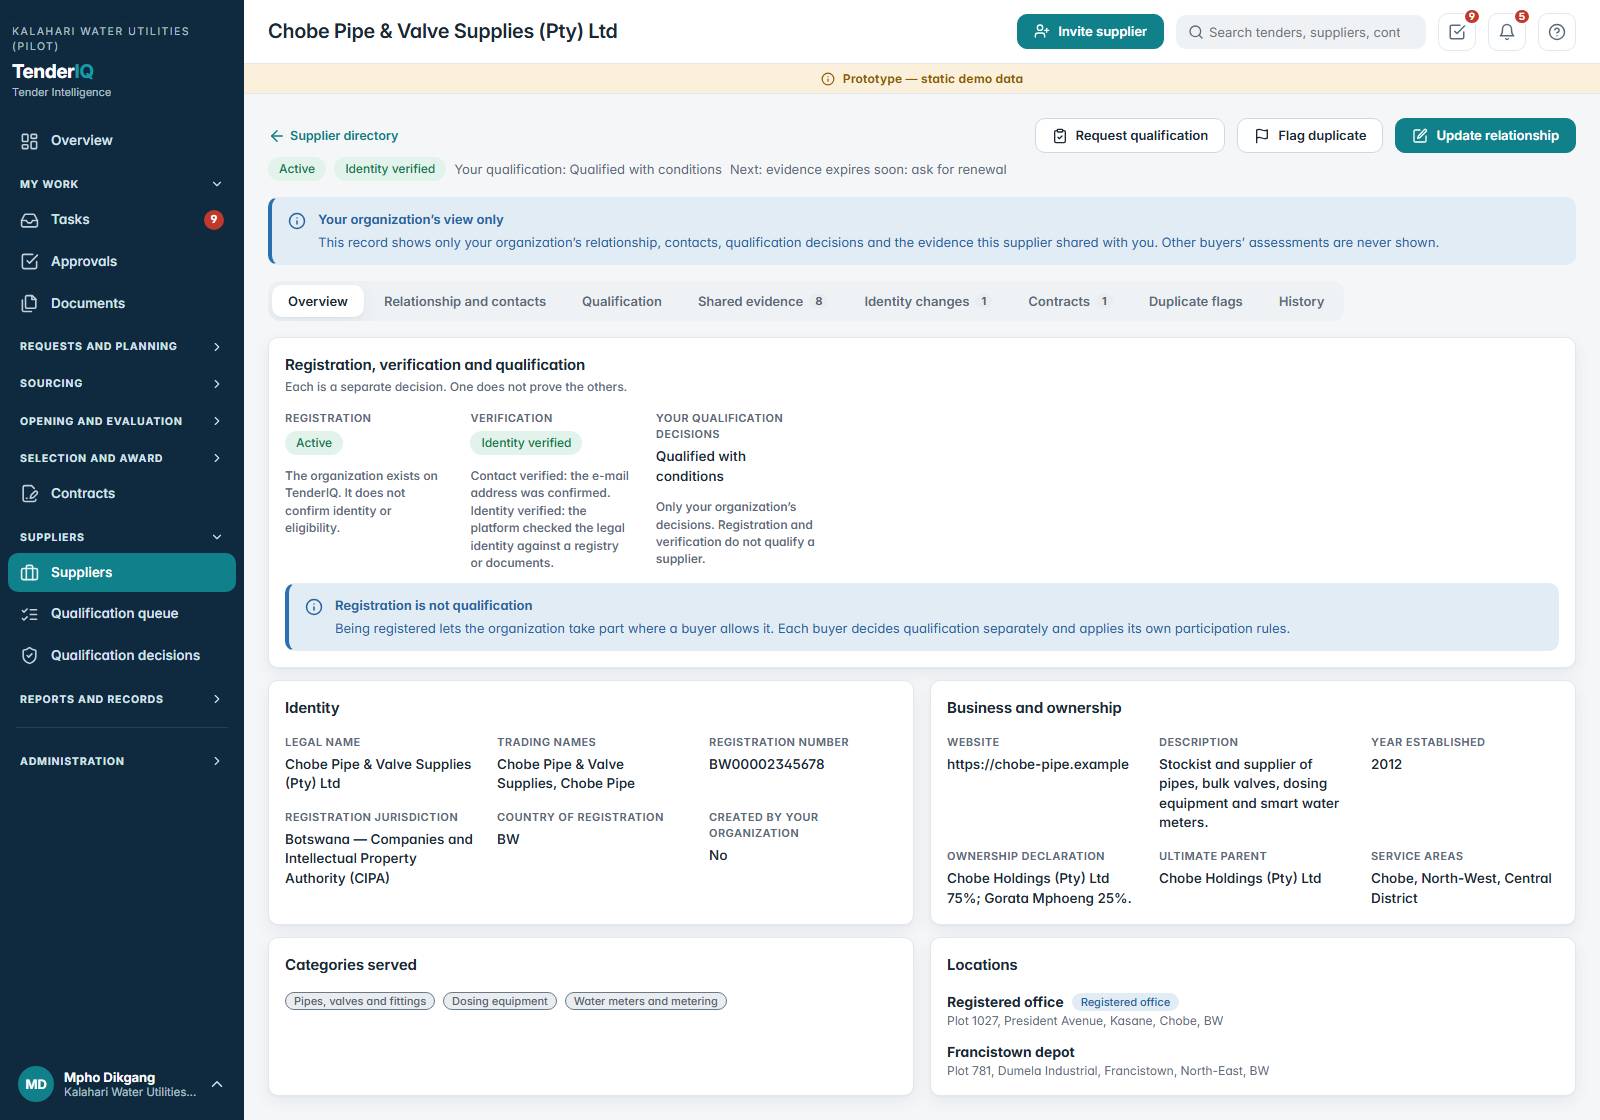 KALAHARI WATER UTILITIES
(PILOT)
TenderIQ
Tender Intelligence
Overview
MY WORK
Tasks
9
Approvals
Documents
REQUESTS AND PLANNING
SOURCING
OPENING AND EVALUATION
SELECTION AND AWARD
Contracts
SUPPLIERS
Suppliers
Qualification queue
Qualification decisions
REPORTS AND RECORDS
ADMINISTRATION
MD
Mpho Dikgang
Kalahari Water Utilities...
Chobe Pipe & Valve Supplies (Pty) Ltd
Invite supplier
Search tenders, suppliers, cont
9
5
Prototype — static demo data
Supplier directory
Request qualification
Flag duplicate
Update relationship
Active
Identity verified
Your qualification: Qualified with conditions
Next: evidence expires soon: ask for renewal
Your organization's view only
This record shows only your organization's relationship, contacts, qualification decisions and the evidence this supplier shared with you. Other buyers' assessments are never shown.
Overview
Relationship and contacts
Qualification
Shared evidence 8
Identity changes 1
Contracts 1
Duplicate flags
History
Registration, verification and qualification
Each is a separate decision. One does not prove the others.
REGISTRATION
Active
The organization exists on
TenderIQ. It does not
confirm identity or
eligibility.
VERIFICATION
Identity verified
Contact verified: the e-mail
address was confirmed.
Identity verified: the
platform checked the legal
identity against a registry
or documents.
YOUR QUALIFICATION
DECISIONS
Qualified with
conditions
Only your organization's
decisions. Registration and
verification do not qualify a
supplier.
Registration is not qualification
Being registered lets the organization take part where a buyer allows it. Each buyer decides qualification separately and applies its own participation rules.
Identity
LEGAL NAME
Chobe Pipe & Valve Supplies
(Pty) Ltd
TRADING NAMES
Chobe Pipe & Valve
Supplies, Chobe Pipe
REGISTRATION NUMBER
BW00002345678
REGISTRATION JURISDICTION
Botswana — Companies and
Intellectual Property
Authority (CIPA)
COUNTRY OF REGISTRATION
BW
CREATED BY YOUR
ORGANIZATION
No
Business and ownership
WEBSITE
https://chobe-pipe.example
DESCRIPTION
Stockist and supplier of
pipes, bulk valves, dosing
equipment and smart water
meters.
YEAR ESTABLISHED
2012
OWNERSHIP DECLARATION
Chobe Holdings (Pty) Ltd
75%; Gorata Mphoeng 25%.
ULTIMATE PARENT
Chobe Holdings (Pty) Ltd
SERVICE AREAS
Chobe, North-West, Central
District
Categories served
Pipes, valves and fittings
Dosing equipment
Water meters and metering
Locations
Registered office
Registered office
Plot 1027, President Avenue, Kasane, Chobe, BW
Francistown depot
Plot 781, Dumela Industrial, Francistown, North-East, BW